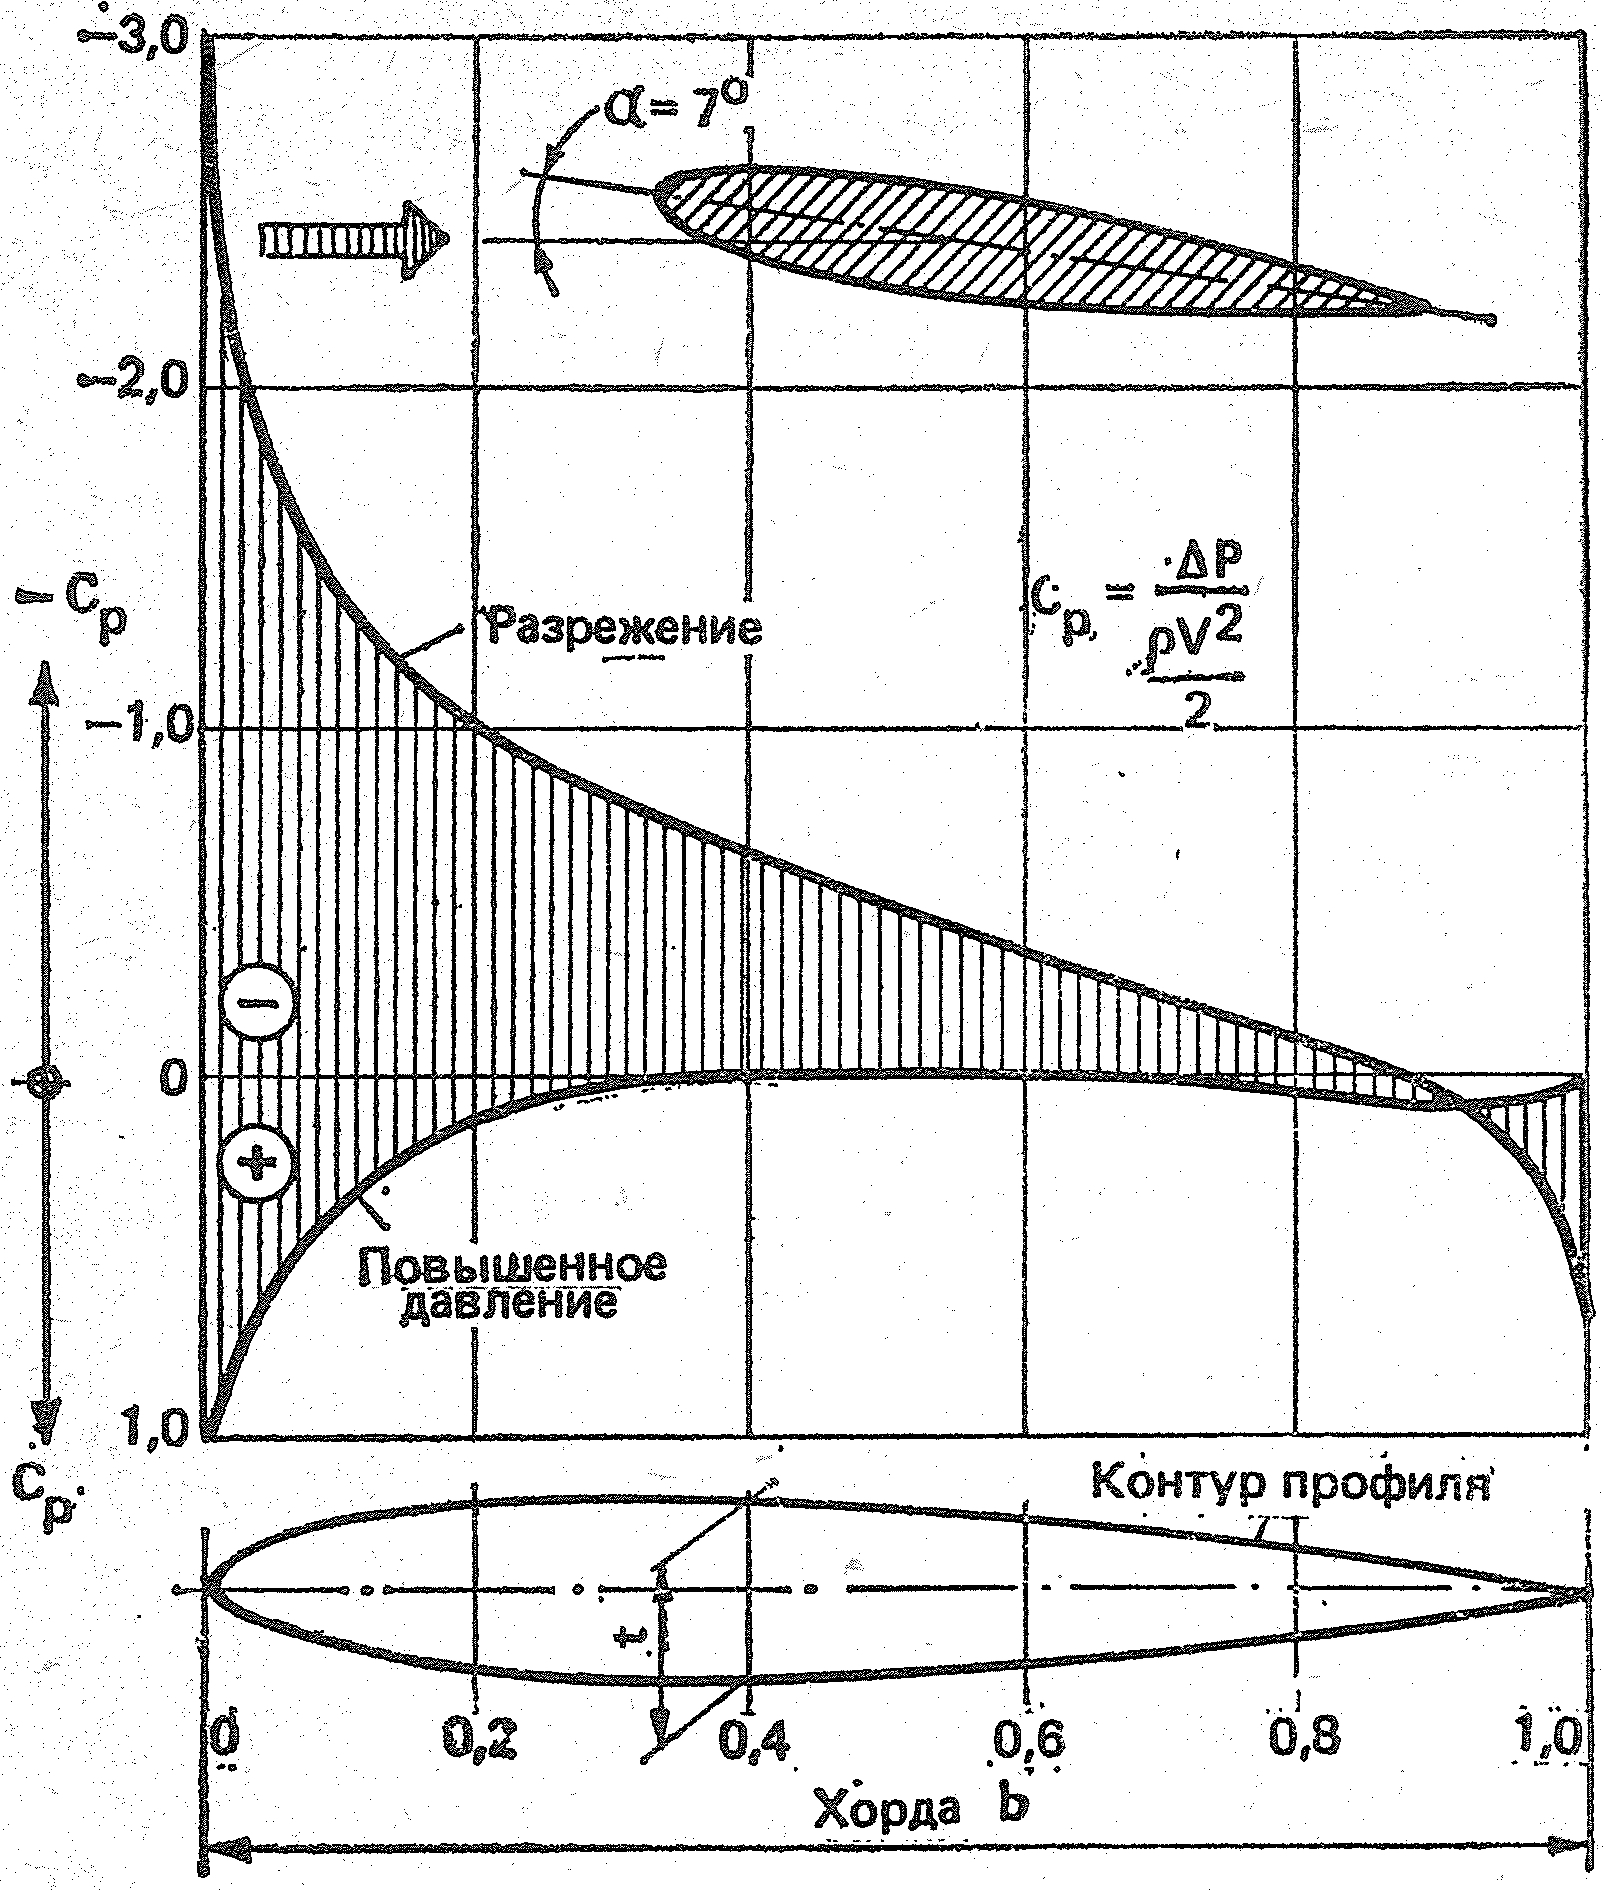 –3,0
α = 7°
–2,0
– Cp
Разрежение
Cp = ΔP
ρV²
2
–1,0
–
0
+
Повышенное
давление
1,0
Cp
Контур профиля
t
0 0,2 0,4 0,6 0,8 1,0
Хорда b